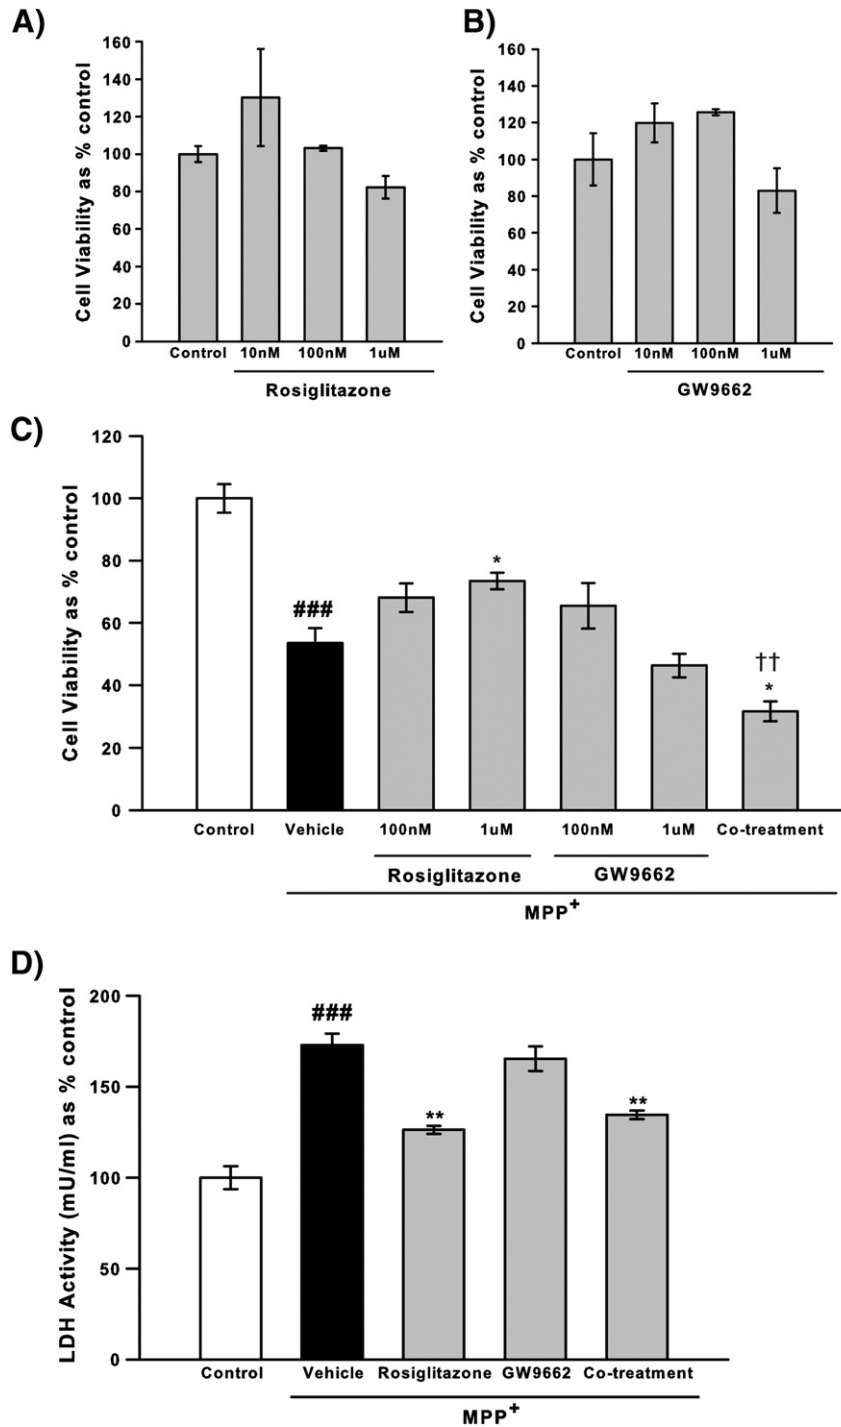 A)
160
140
120
100
80
60
40
20
0
Cell Viability as % control
Control 10nM 100nM 1uM
Rosiglitazone
B)
160
140
120
100
80
60
40
20
0
Cell Viability as % control
Control 10nM 100nM 1uM
GW9662
C)
120
100
80
60
40
20
0
Cell Viability as % control
###
*
††
*
Control Vehicle 100nM 1uM 100nM 1uM Co-treatment
Rosiglitazone GW9662
MPP+
D)
200
150
100
50
0
LDH Activity (mU/ml) as % control
###
**
**
Control Vehicle Rosiglitazone GW9662 Co-treatment
MPP+